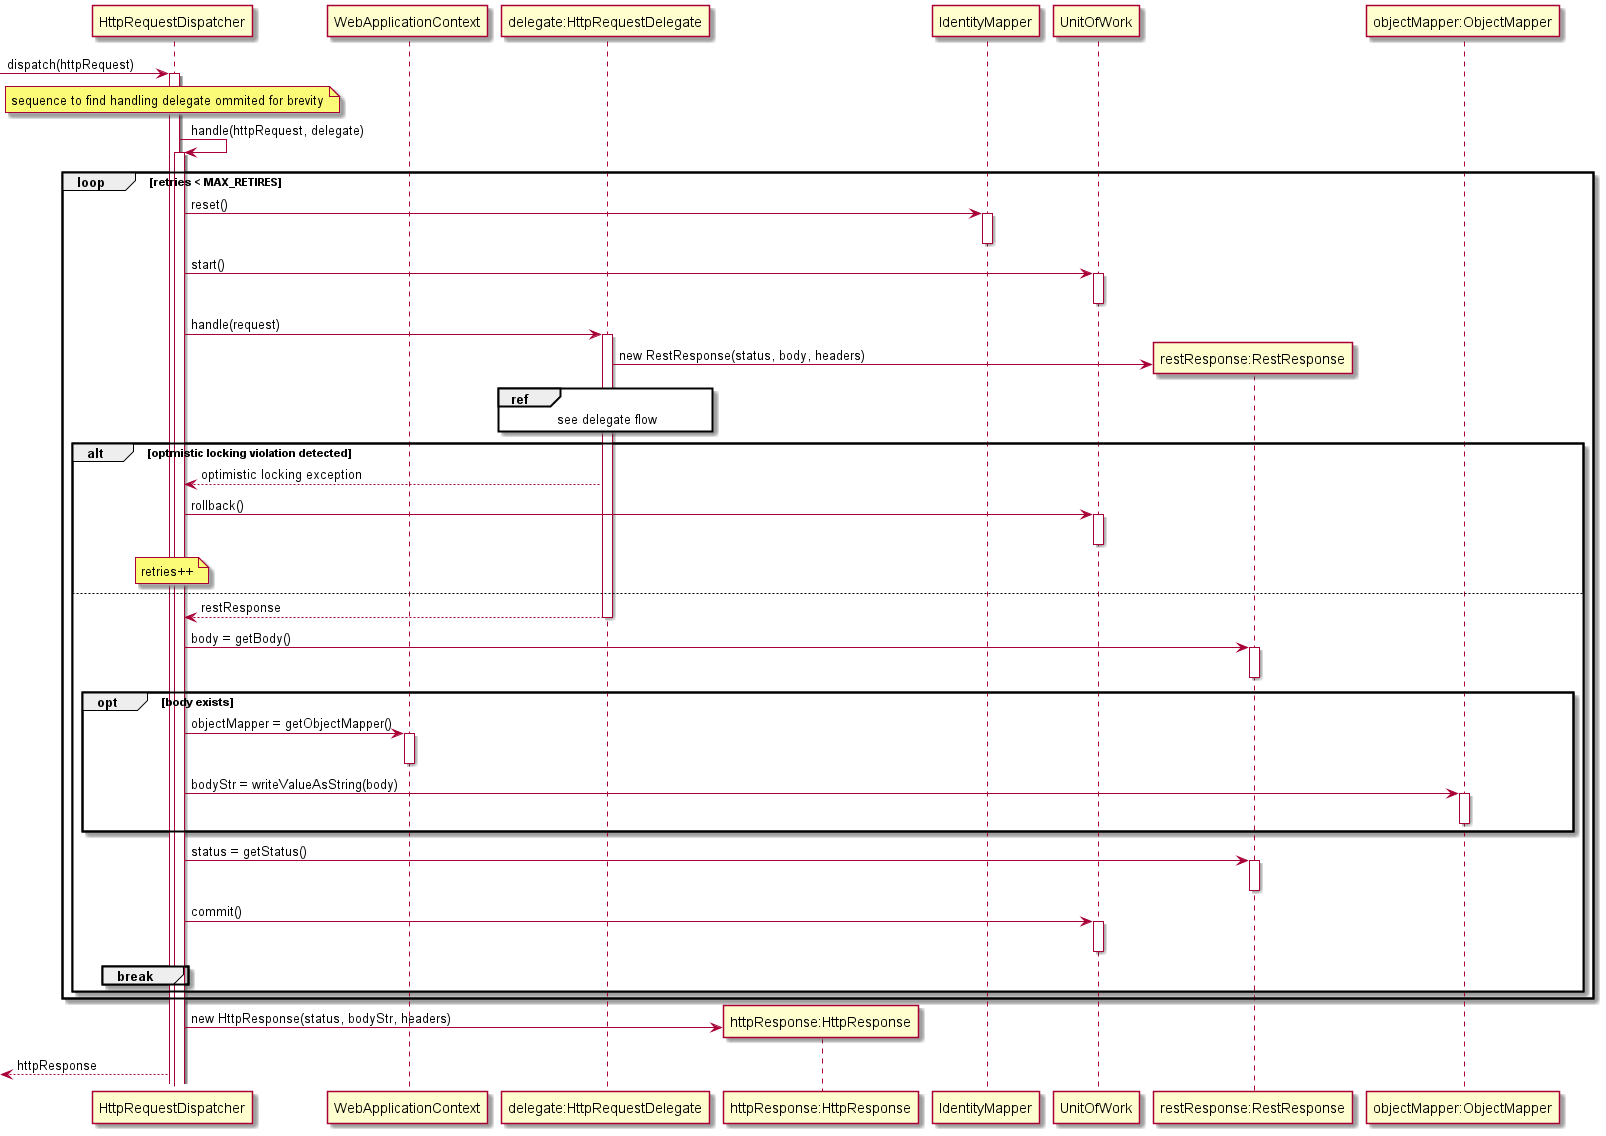 HttpRequestDispatcher
WebApplicationContext
delegate:HttpRequestDelegate
IdentityMapper
UnitOfWork
objectMapper:ObjectMapper
dispatch(httpRequest)
sequence to find handling delegate ommited for brevity
handle(httpRequest, delegate)
loop
[retries < MAX_RETIRES]
reset()
start()
handle(request)
new RestResponse(status, body, headers)
restResponse:RestResponse
ref
see delegate flow
alt
[optmistic locking violation detected]
optimistic locking exception
rollback()
retries++
restResponse
body = getBody()
opt
[body exists]
objectMapper = getObjectMapper()
bodyStr = writeValueAsString(body)
status = getStatus()
commit()
break
new HttpResponse(status, bodyStr, headers)
httpResponse:HttpResponse
httpResponse
HttpRequestDispatcher
WebApplicationContext
delegate:HttpRequestDelegate
httpResponse:HttpResponse
IdentityMapper
UnitOfWork
restResponse:RestResponse
objectMapper:ObjectMapper